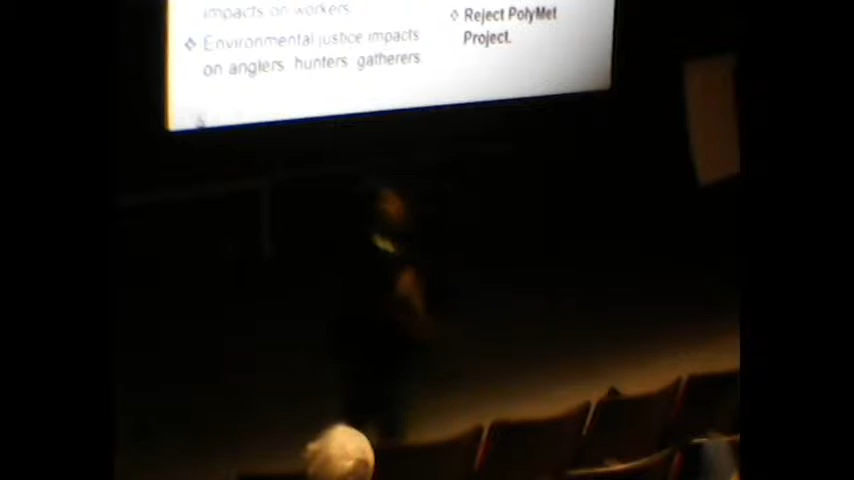 impacts on workers.
❖ Environmental justice impacts
on anglers hunters gatherers
❖ Reject PolyMet
Project.